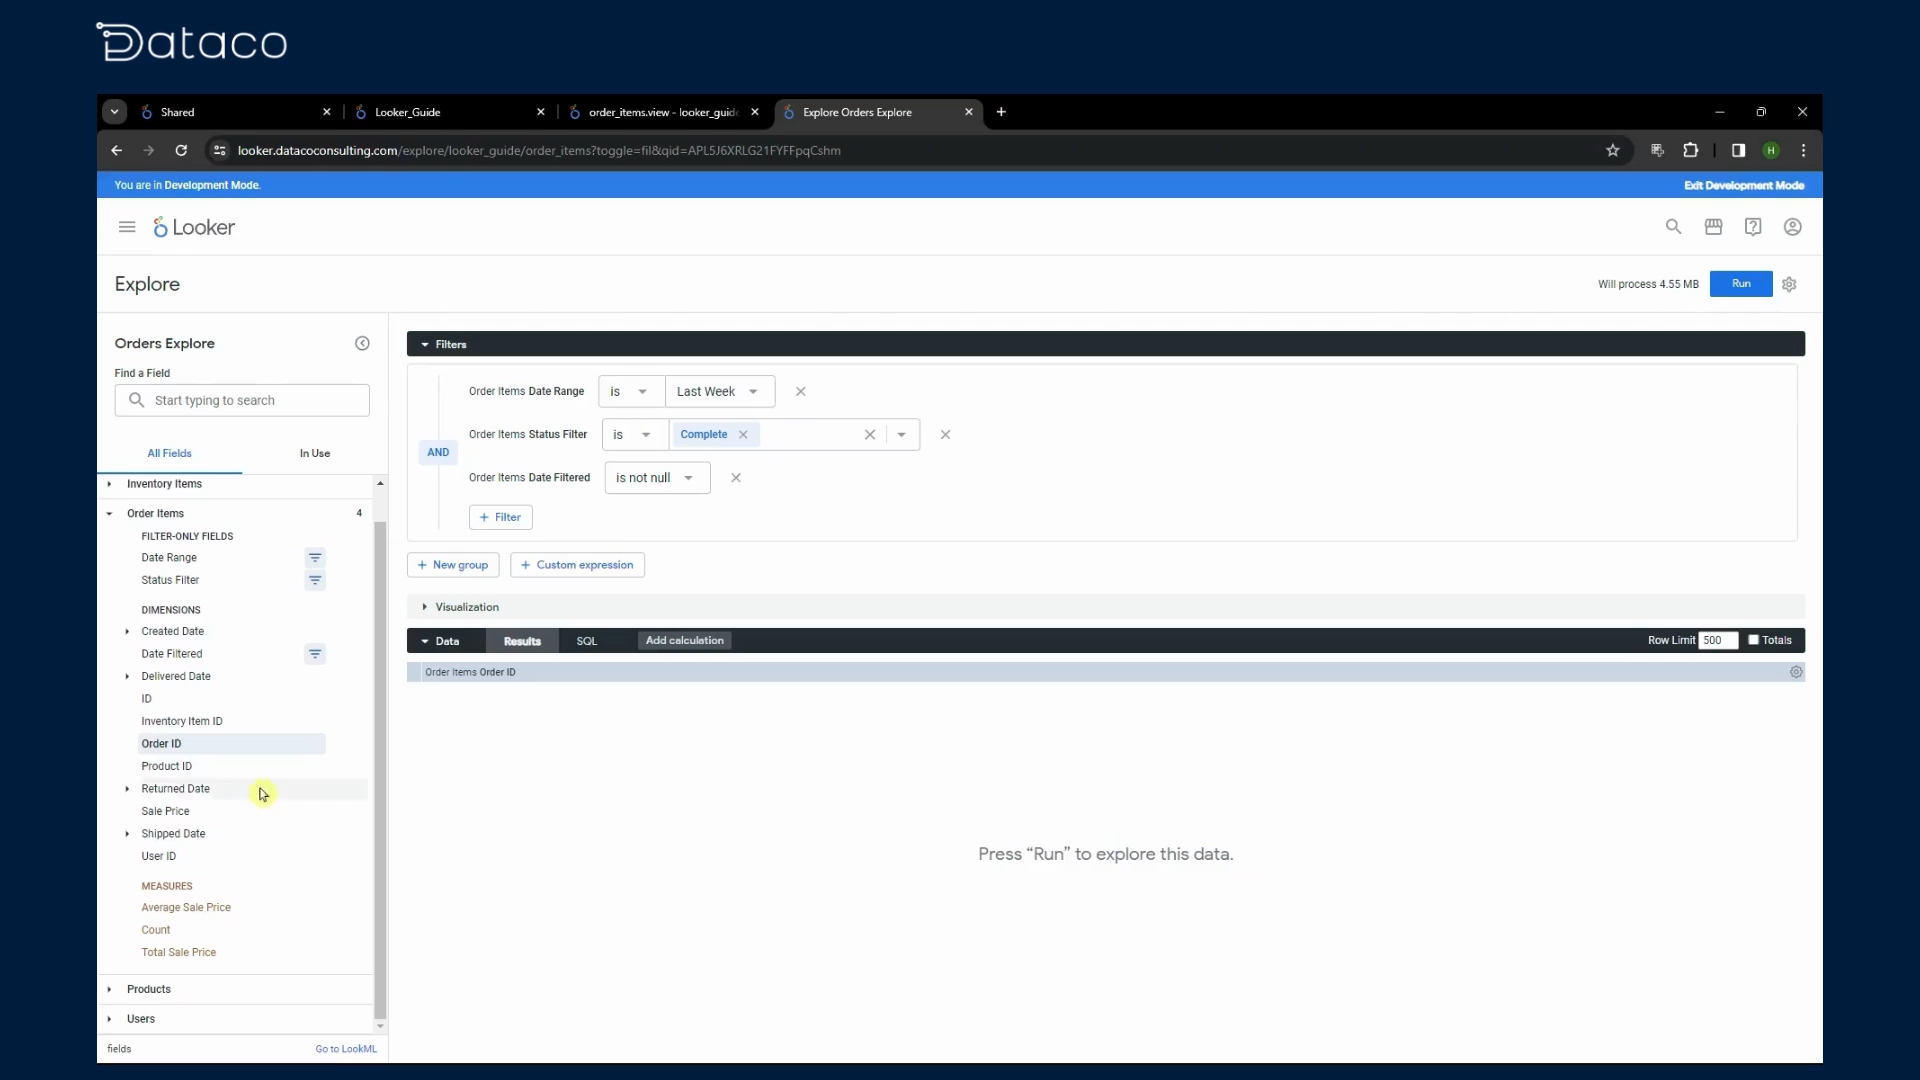 Dataco
Shared
Looker_Guide
order_items.view - looker_guide
Explore Orders Explore
looker.datacoconsulting.com/explore/looker_guide/order_items?toggle=fil&qid=APL5J6XRLG21FYFFpqCshm
H
You are in Development Mode.
Exit Development Mode
Looker
Explore
Will process 4.55 MB
Run
Orders Explore
Find a Field
Start typing to search
All Fields
In Use
Inventory Items
Order Items
4
FILTER-ONLY FIELDS
Date Range
Status Filter
DIMENSIONS
Created Date
Date Filtered
Delivered Date
ID
Inventory Item ID
Order ID
Product ID
Returned Date
Sale Price
Shipped Date
User ID
MEASURES
Average Sale Price
Count
Total Sale Price
Products
Users
fields
Go to LookML
Filters
AND
Order Items Date Range
is
Last Week
Order Items Status Filter
is
Complete
Order Items Date Filtered
is not null
+ Filter
+ New group
+ Custom expression
Visualization
Data
Results
SQL
Add calculation
Row Limit 500
Totals
Order Items Order ID
Press “Run” to explore this data.